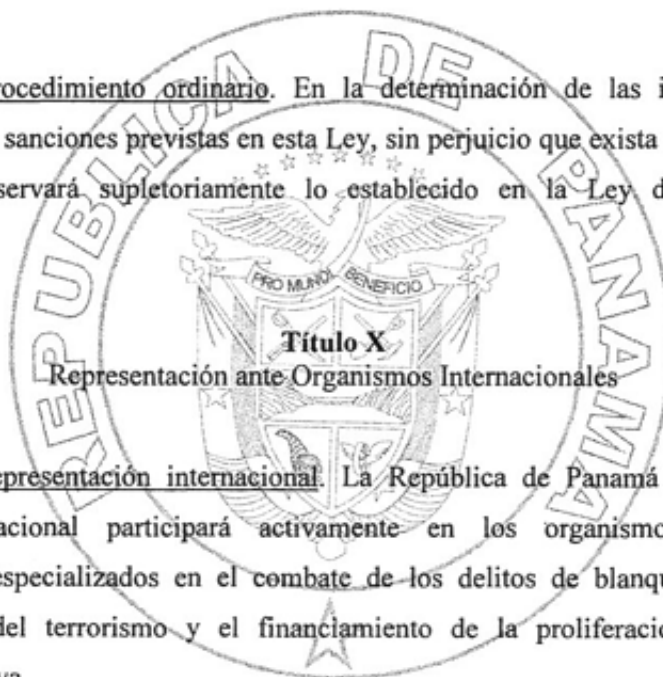 rocedimiento ordinario. En la determinación de las i
sanciones previstas en esta Ley, sin perjuicio que exista
servará supletoriamente lo establecido en la Ley d
REPUBLICA DE PANAMA
PRO MUNDI BENEFICIO
Título X
Representación ante Organismos Internacionales
epresentación internacional. La República de Panamá
acional participará activamente en los organismo
especializados en el combate de los delitos de blanqu
del terrorismo y el financiamiento de la proliferació